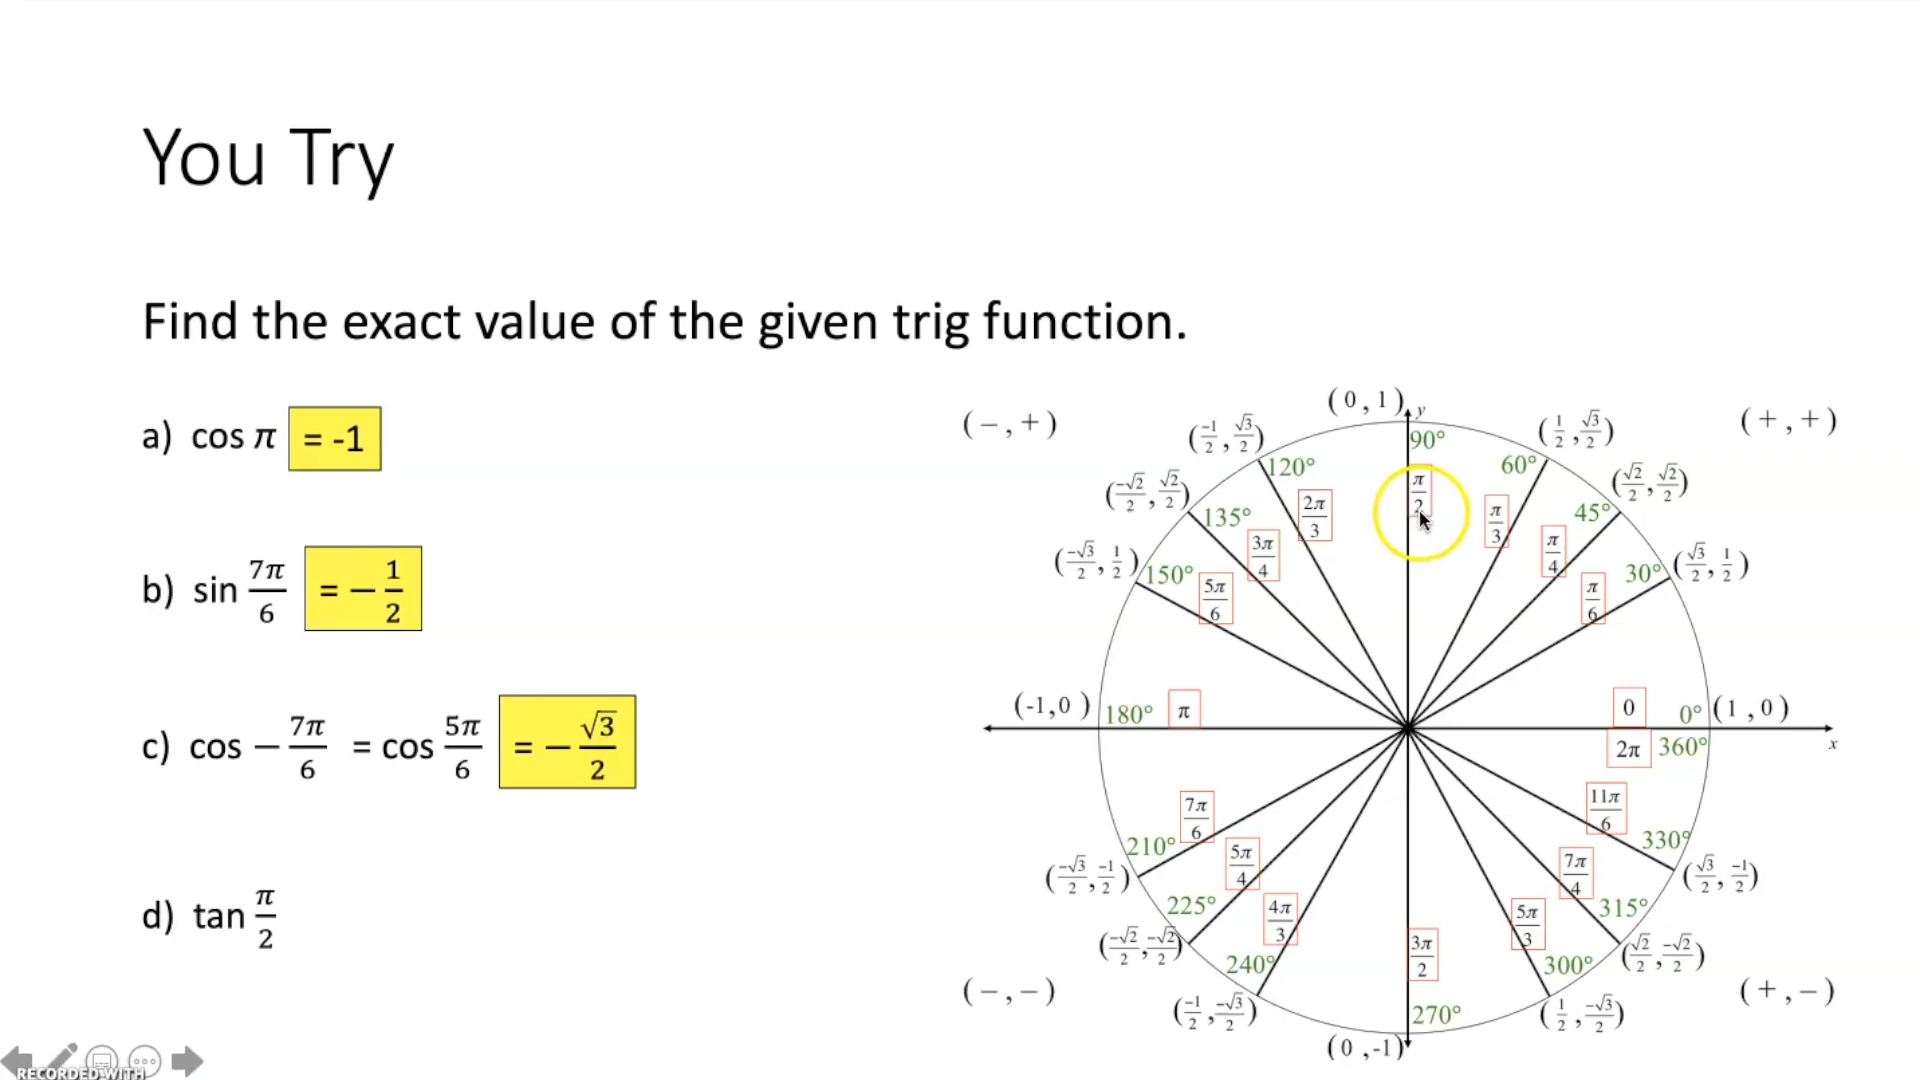 You Try
Find the exact value of the given trig function.
a) cos π = -1
b) sin 7π/6 = − 1/2
c) cos − 7π/6 = cos 5π/6 = − √3/2
d) tan π/2
(−,+)
(0,1)
y
(+,+)
(-1/2, √3/2)
(1/2, √3/2)
90°
120°
60°
(-√2/2, √2/2)
(√2/2, √2/2)
π/2
2π/3
π/3
135°
45°
3π/4
π/4
(-√3/2, 1/2)
(√3/2, 1/2)
150°
30°
5π/6
π/6
(-1,0)
180°
π
0
0°
(1,0)
2π
360°
x
7π/6
11π/6
210°
330°
(-√3/2, -1/2)
(√3/2, -1/2)
5π/4
7π/4
225°
315°
4π/3
5π/3
(-√2/2, -√2/2)
(√2/2, -√2/2)
3π/2
240°
300°
(−,−)
(+,−)
(-1/2, -√3/2)
(1/2, -√3/2)
270°
(0,-1)
RECORDED WITH